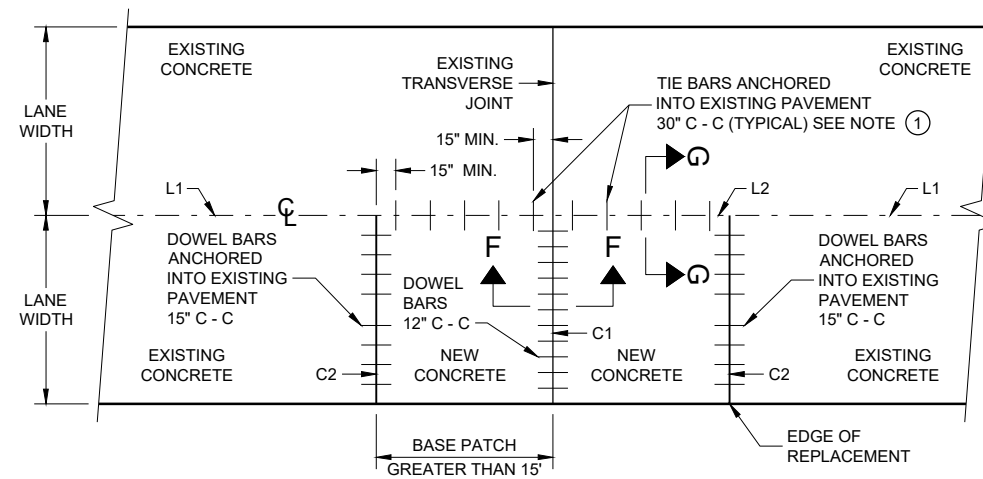 EXISTING
CONCRETE
EXISTING
TRANSVERSE
JOINT
EXISTING
CONCRETE
TIE BARS ANCHORED
INTO EXISTING PAVEMENT
30" C - C (TYPICAL) SEE NOTE 1
LANE
WIDTH
15" MIN.
15" MIN.
G
L1
CL
L2
L1
DOWEL BARS
ANCHORED
INTO EXISTING
PAVEMENT
15" C - C
F
F
G
DOWEL
BARS
12" C - C
DOWEL BARS
ANCHORED
INTO EXISTING
PAVEMENT
15" C - C
LANE
WIDTH
C1
EXISTING
CONCRETE
C2
NEW
CONCRETE
NEW
CONCRETE
C2
EXISTING
CONCRETE
BASE PATCH
GREATER THAN 15'
EDGE OF
REPLACEMENT